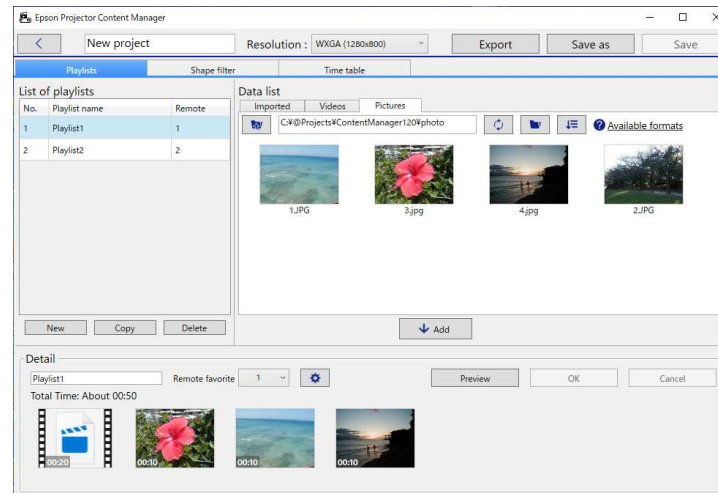 Epson Projector Content Manager
New project Resolution : WXGA (1280x800) Export Save as Save
Playlists Shape filter Time table
List of playlists
No. Playlist name Remote
1 Playlist1 1
2 Playlist2 2
New Copy Delete
Data list
Imported Videos Pictures
C:¥@Projects¥ContentManager120¥photo ? Available formats
1.JPG 3.jpg 4.jpg 2.JPG
Add
Detail
Playlist1 Remote favorite 1 Preview OK Cancel
Total Time: About 00:50
00:20 00:10 00:10 00:10